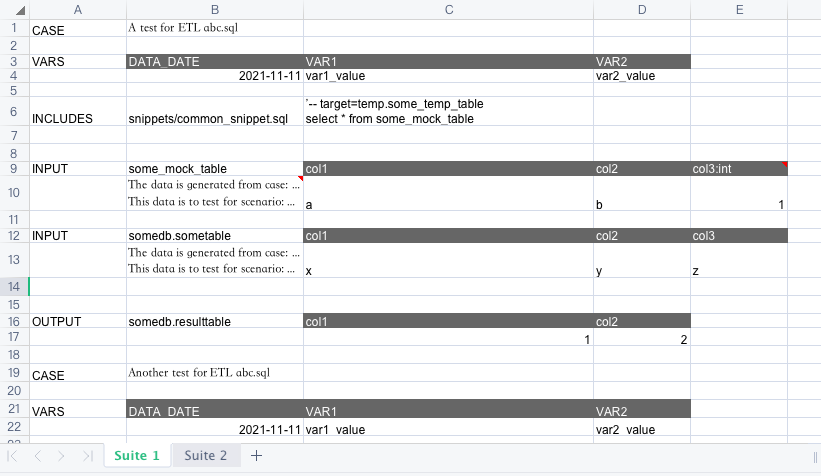 A B C D E
1 CASE A test for ETL abc.sql
2
3 VARS DATA_DATE VAR1 VAR2
4 2021-11-11 var1_value var2_value
5
'-- target=temp.some_temp_table
6 INCLUDES snippets/common_snippet.sql select * from some_mock_table
7
8
9 INPUT some_mock_table col1 col2 col3:int
The data is generated from case: ...
10 This data is to test for scenario: ... a b 1
11
12 INPUT somedb.sometable col1 col2 col3
The data is generated from case: ...
13 This data is to test for scenario: ... x y z
14
15
16 OUTPUT somedb.resulttable col1 col2
17 1 2
18
19 CASE Another test for ETL abc.sql
20
21 VARS DATA_DATE VAR1 VAR2
22 2021-11-11 var1_value var2_value
Suite 1 Suite 2 +